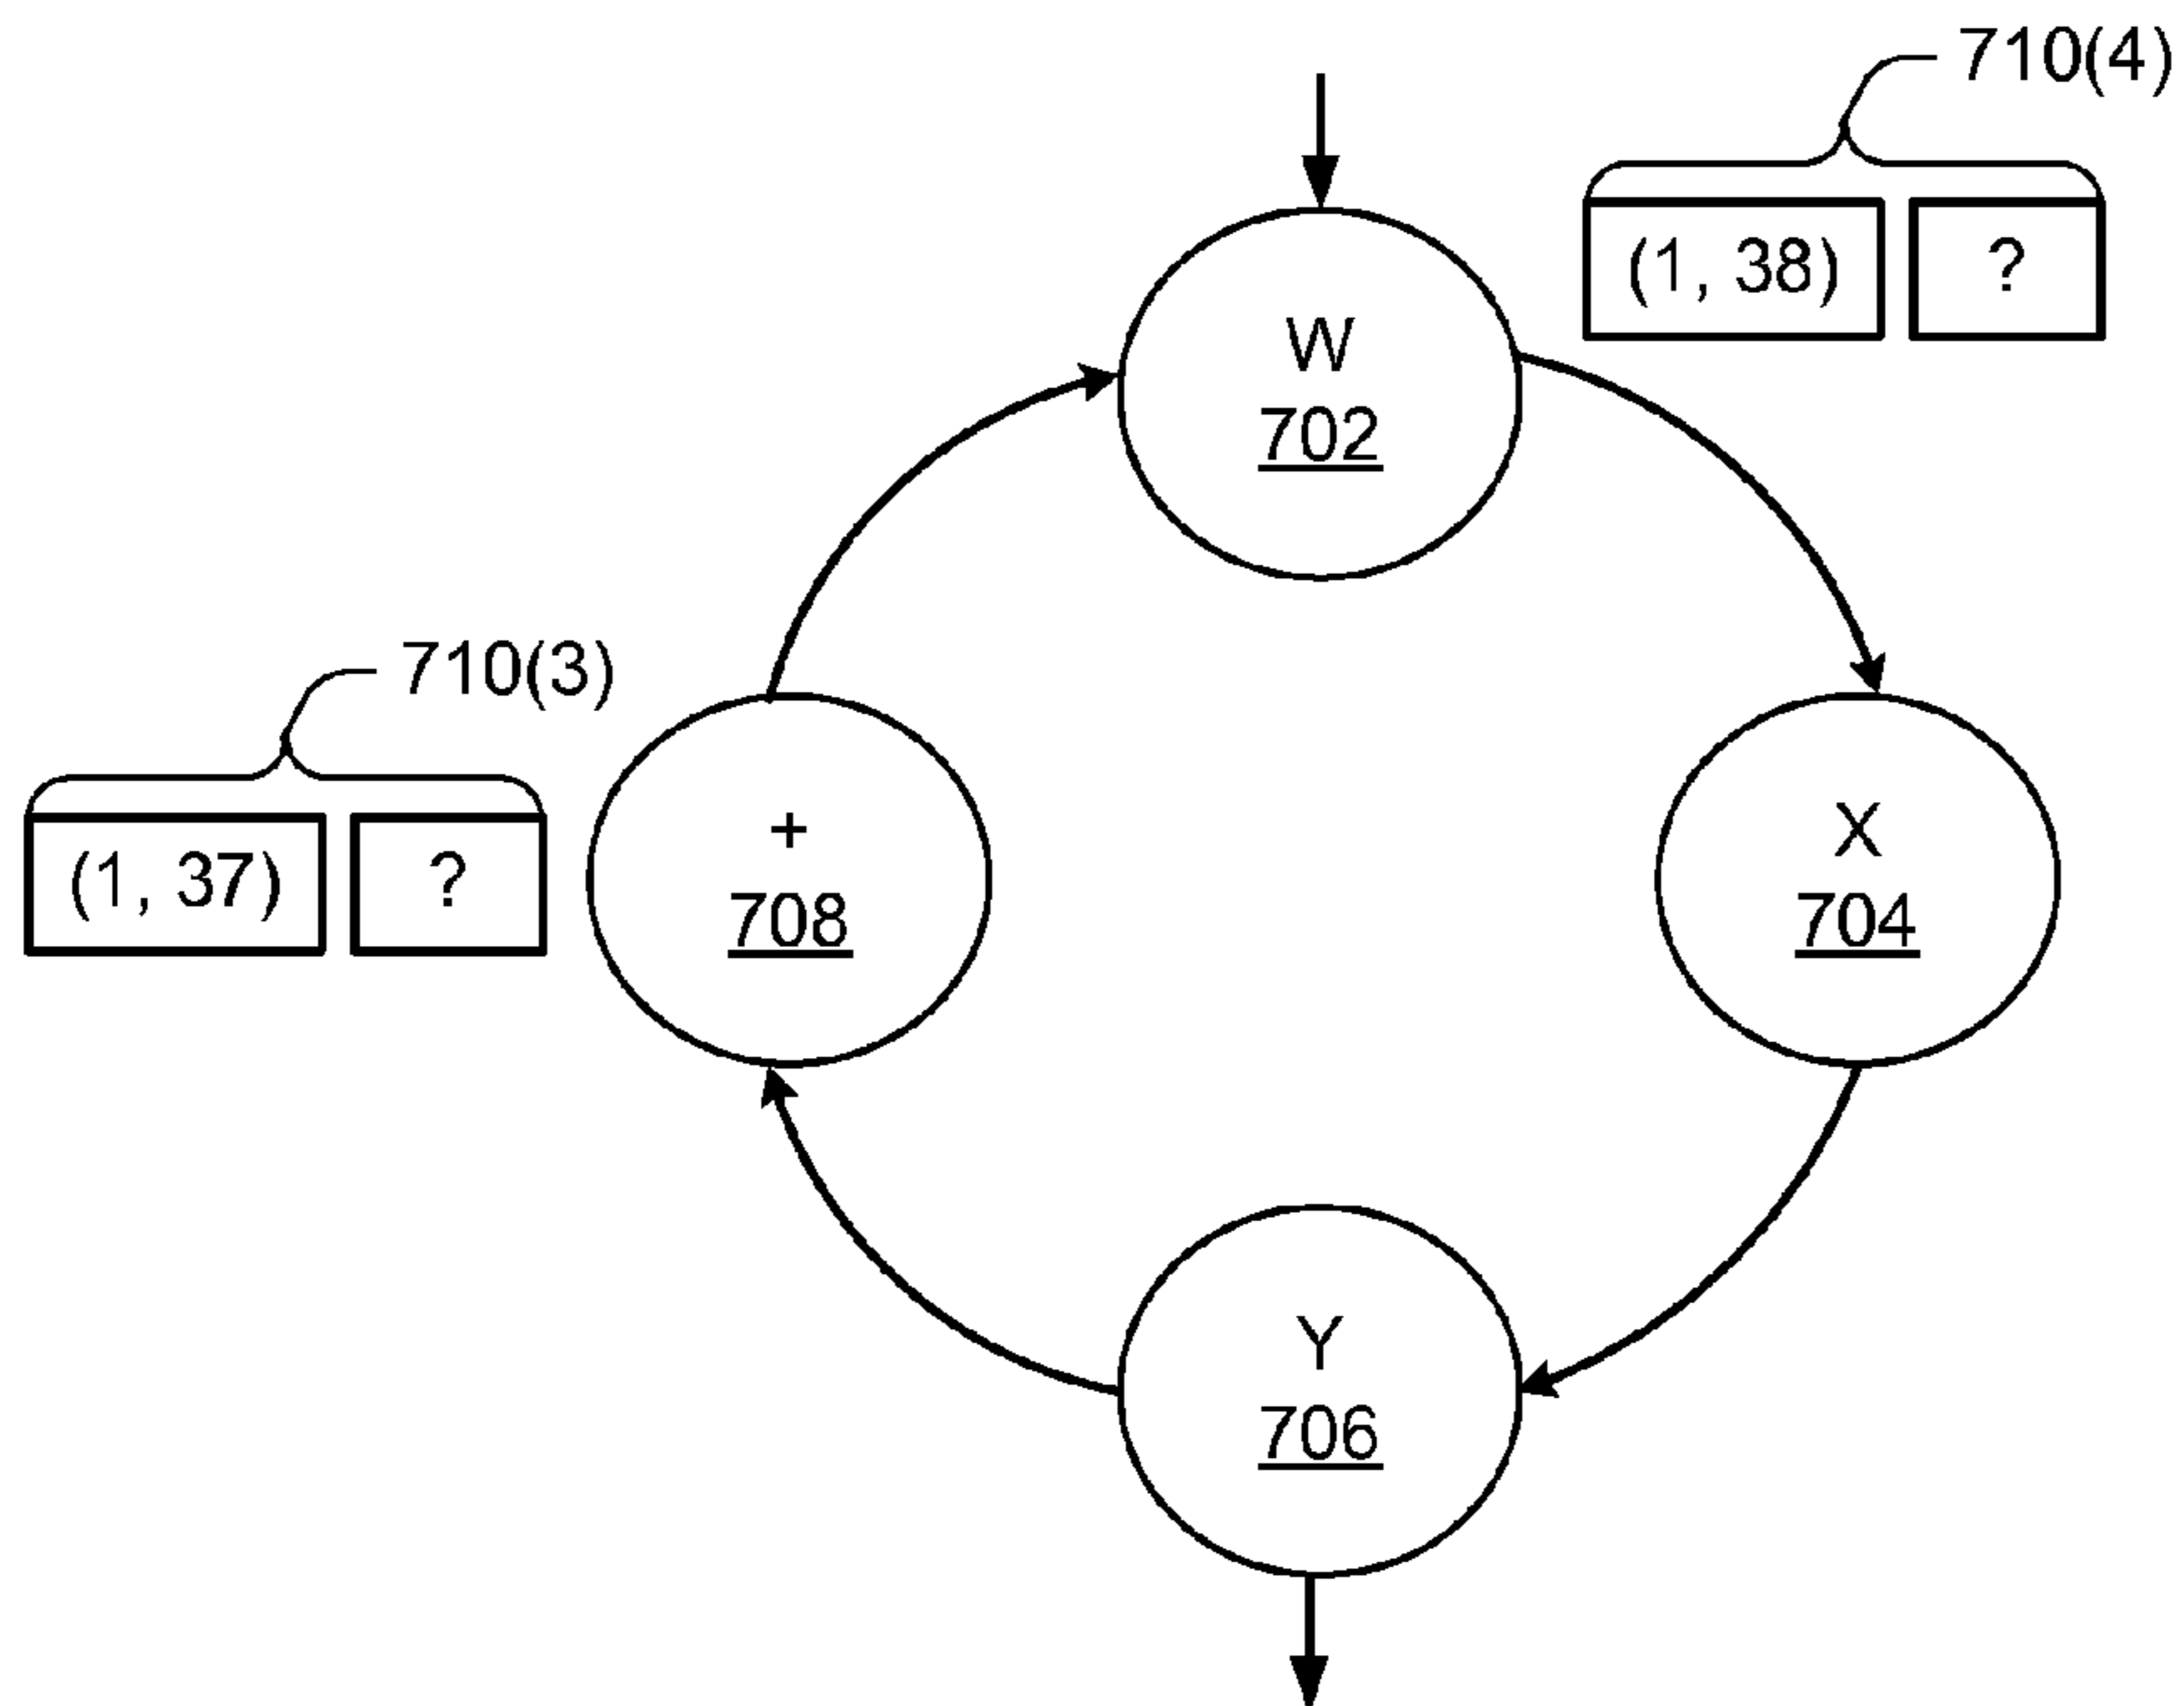 710(4)
(1, 38) ?
W
702
710(3)
(1, 37) ?
+
708
X
704
Y
706